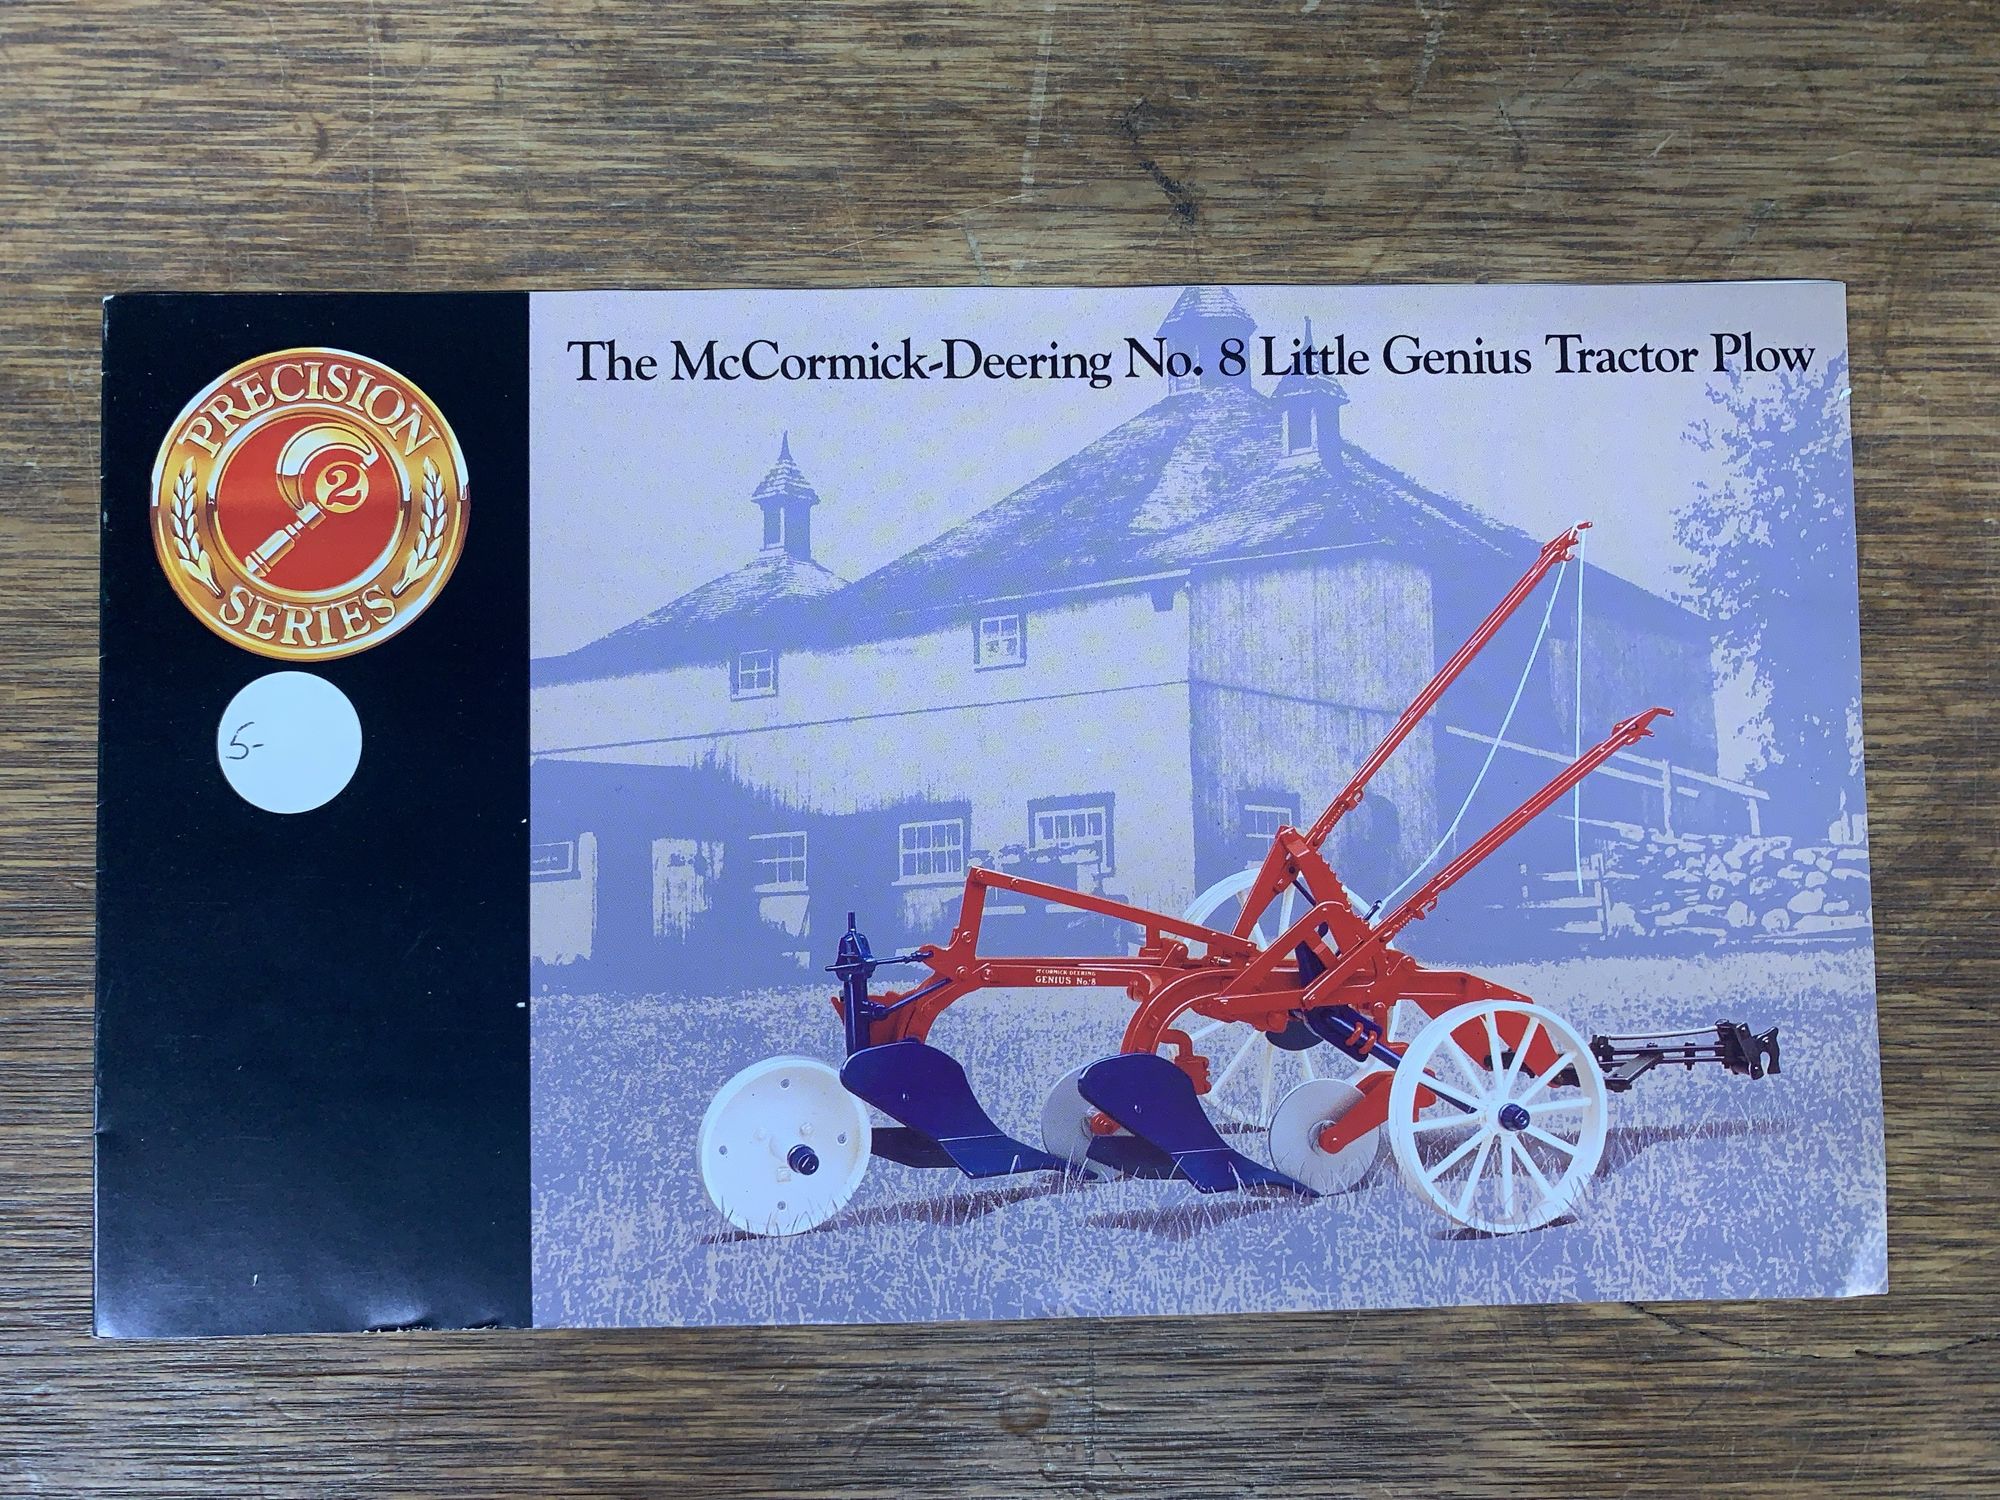 The McCormick-Deering No. 8 Little Genius Tractor Plow
PRECISION
2
SERIES
5-
McCORMICK-DEERING
GENIUS No. 8